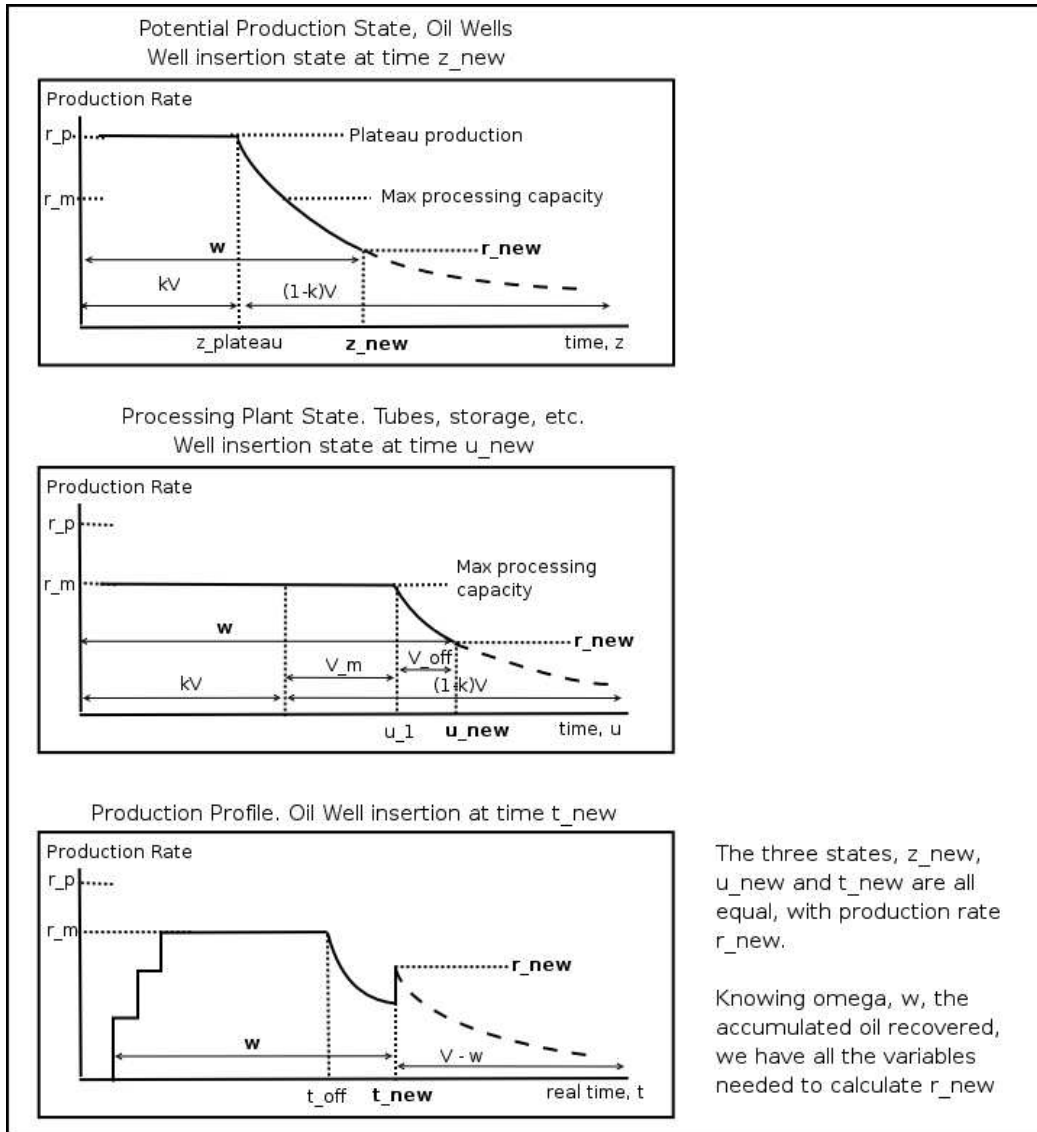 Potential Production State, Oil Wells
Well insertion state at time z_new
Production Rate
r_p
Plateau production
r_m
Max processing capacity
w
r_new
kV
(1-k)V
z_plateau
z_new
time, z
Processing Plant State. Tubes, storage, etc.
Well insertion state at time u_new
Production Rate
r_p
r_m
Max processing
capacity
w
r_new
V_m
V_off
kV
(1-k)V
u_1
u_new
time, u
Production Profile. Oil Well insertion at time t_new
Production Rate
r_p
r_m
r_new
w
V - w
t_off
t_new
real time, t
The three states, z_new,
u_new and t_new are all
equal, with production rate
r_new.
Knowing omega, w, the
accumulated oil recovered,
we have all the variables
needed to calculate r_new